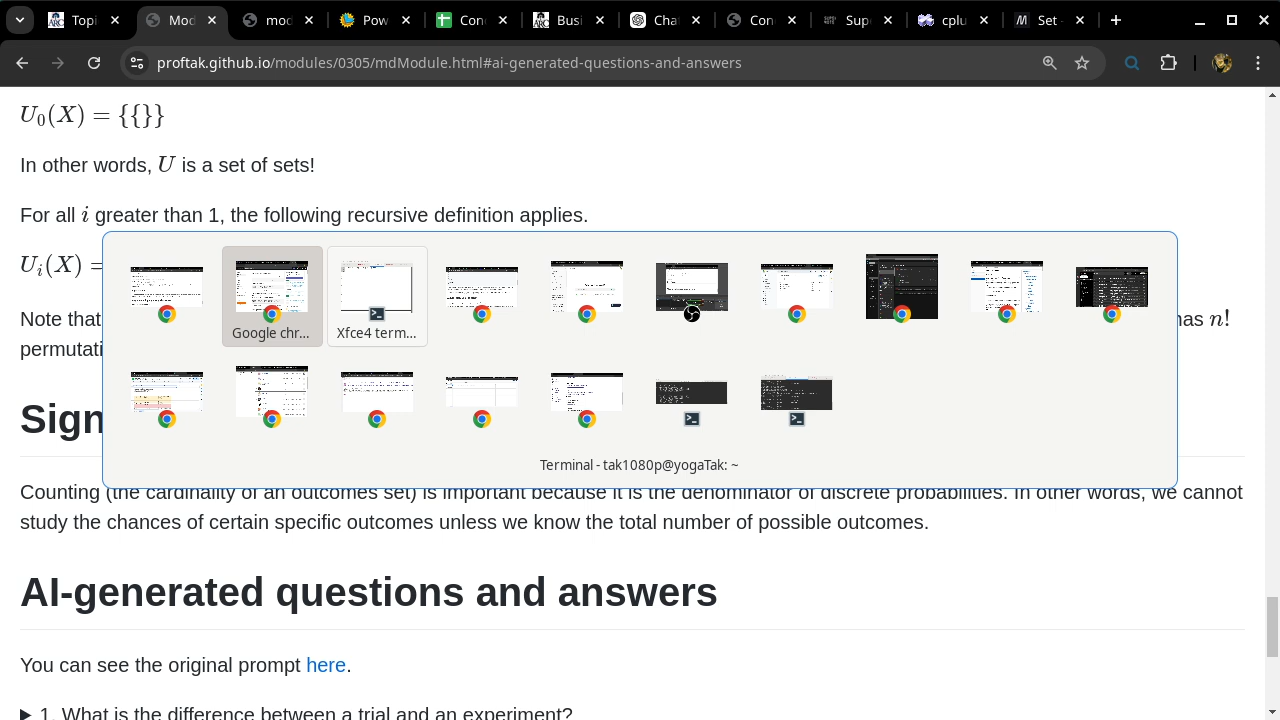 Topi
Mod
mod
Pow
Con
Busi
Cha
Con
Sup
cplu
Set -
proftak.github.io/modules/0305/mdModule.html#ai-generated-questions-and-answers
U₀(X) = {{}}
In other words, U is a set of sets!
For all i greater than 1, the following recursive definition applies.
Uᵢ(X) =
Google chr...
Xfce4 term...
Note that
has n!
permutati
Sign
Terminal - tak1080p@yogaTak: ~
Counting (the cardinality of an outcomes set) is important because it is the denominator of discrete probabilities. In other words, we cannot
study the chances of certain specific outcomes unless we know the total number of possible outcomes.
AI-generated questions and answers
You can see the original prompt here.
1. What is the difference between a trial and an experiment?